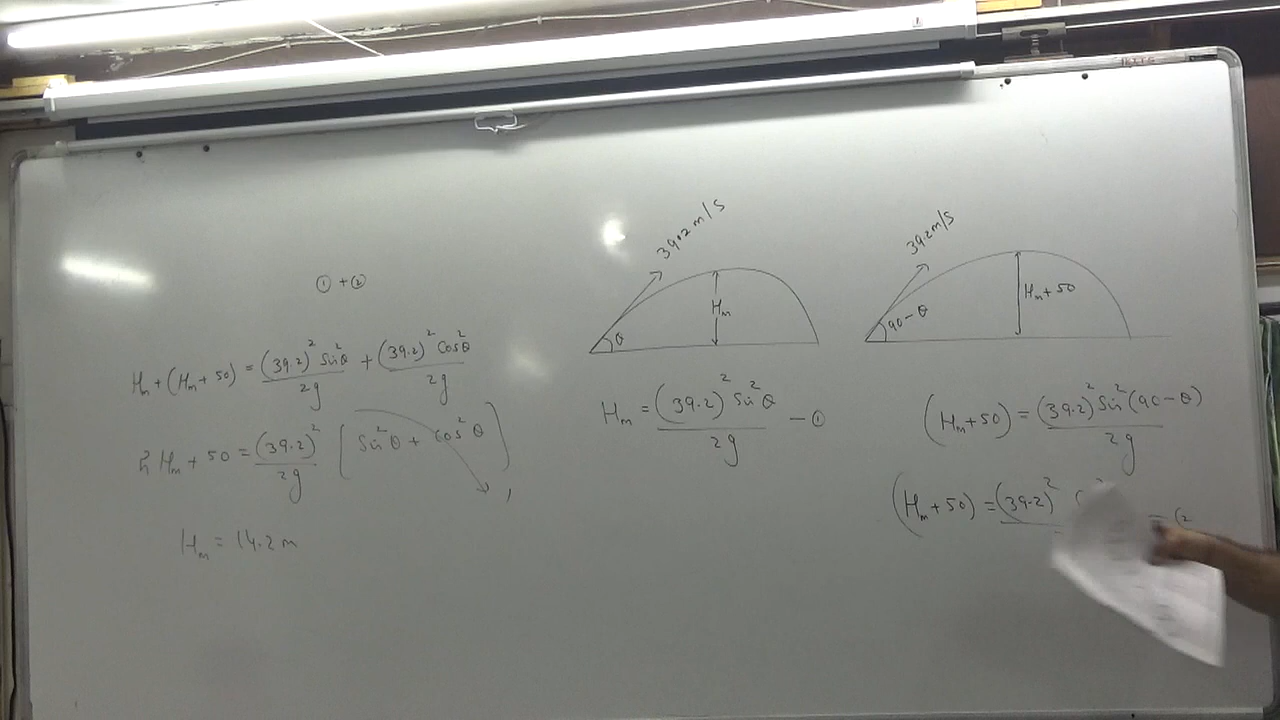 ① + ②
Hm + (Hm + 50) = (39.2)² Sin²θ / 2g + (39.2)² Cos²θ / 2g
2 Hm + 50 = (39.2)² / 2g [Sin²θ + Cos²θ]
Hm = 14.2 m
39.2 m/s
Hm
θ
Hm = (39.2)² Sin²θ / 2g — ①
39.2 m/s
Hm + 50
90 - θ
(Hm + 50) = (39.2)² Sin² (90 - θ) / 2g
(Hm + 50) = (39.2)²